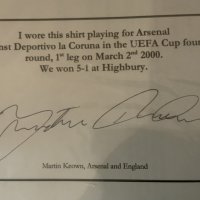 I wore this shirt playing for Arsenal
nst Deportivo la Coruna in the UEFA Cup four
round, 1st leg on March 2nd 2000.
We won 5-1 at Highbury.
Martin Keown, Arsenal and England